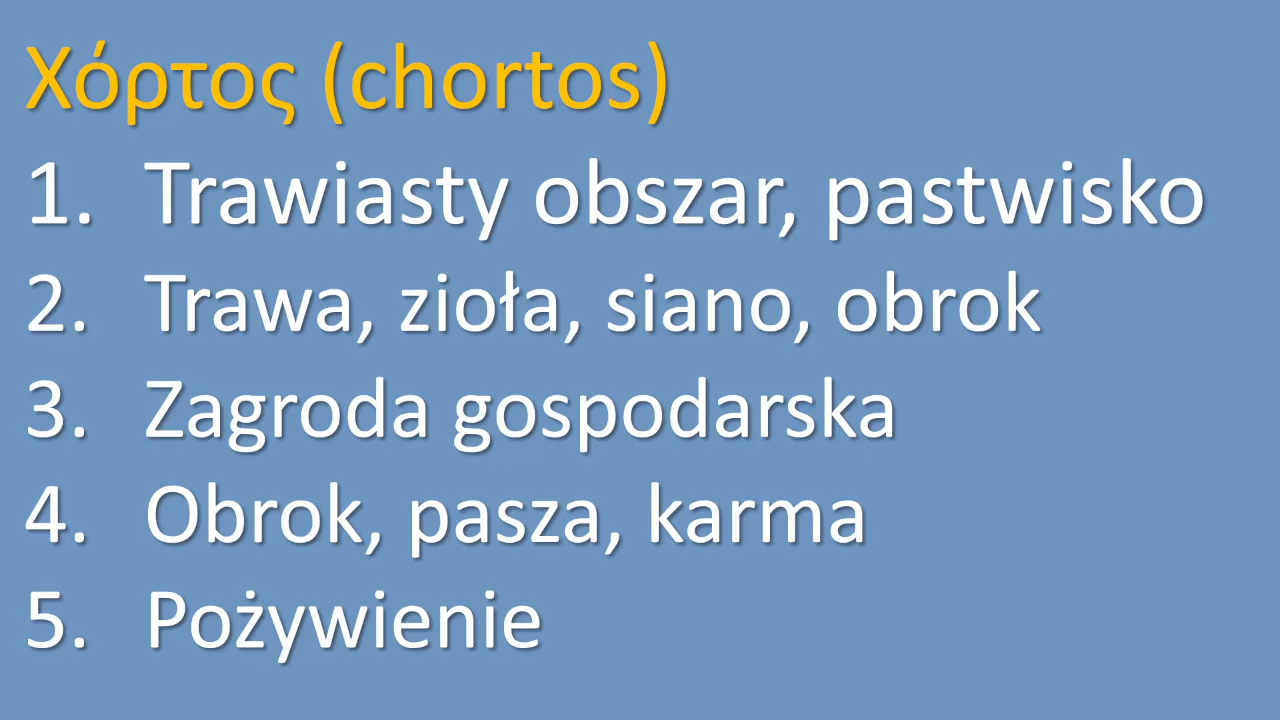 Χόρτος (chortos)
1. Trawiasty obszar, pastwisko
2. Trawa, zioła, siano, obrok
3. Zagroda gospodarska
4. Obrok, pasza, karma
5. Pożywienie